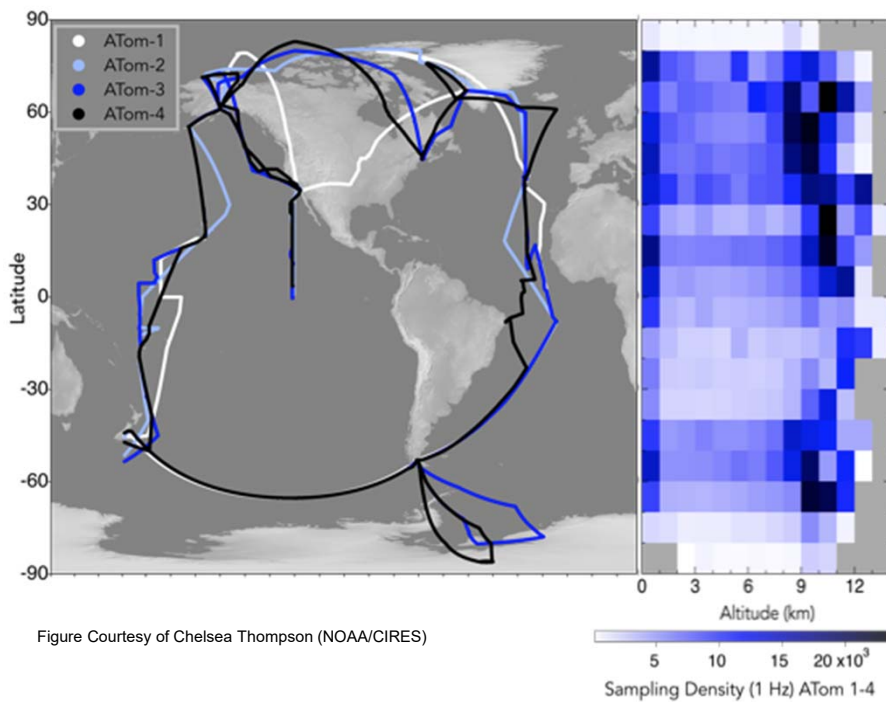 90
60
30
0
-30
-60
-90
Latitude
ATom-1
ATom-2
ATom-3
ATom-4
0 3 6 9 12
Altitude (km)
5 10 15 20 x10³
Sampling Density (1 Hz) ATom 1-4
Figure Courtesy of Chelsea Thompson (NOAA/CIRES)